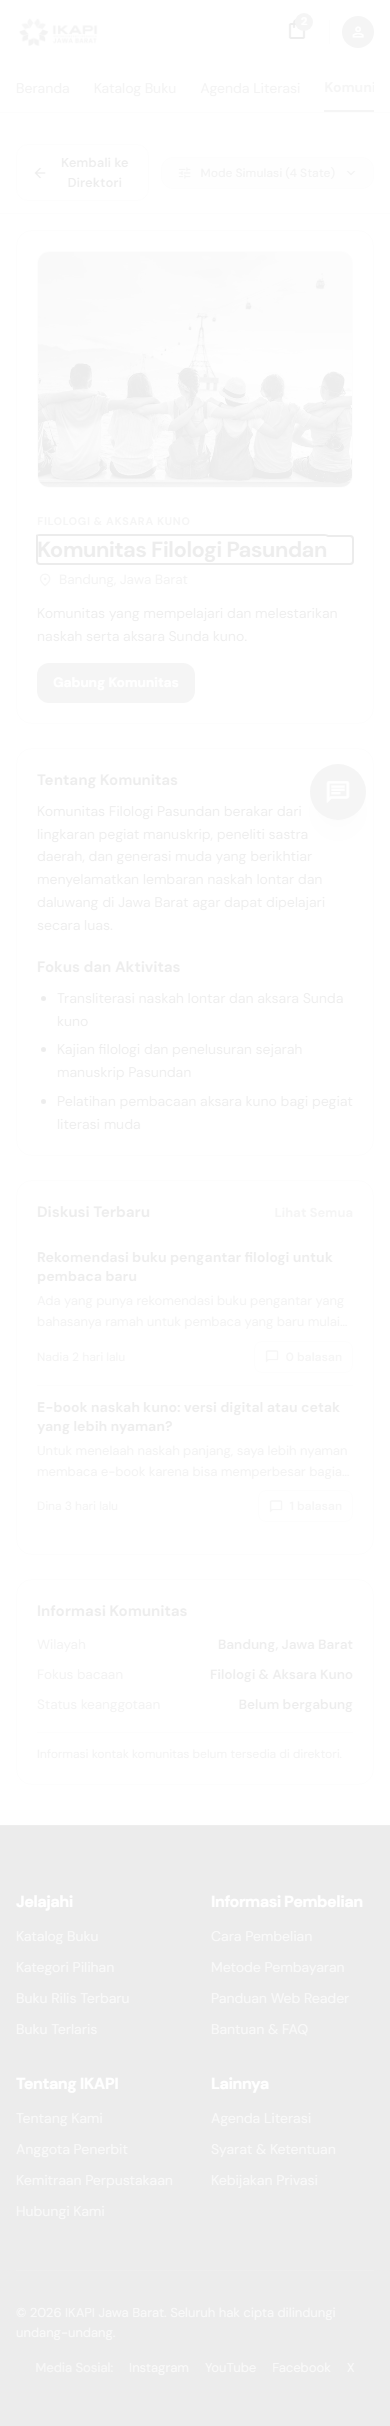 IKAPI
JAWA BARAT
2
Beranda Katalog Buku Agenda Literasi Komuni
Kembali ke
Direktori
Mode Simulasi (4 State)
FILOLOGI & AKSARA KUNO
Komunitas Filologi Pasundan
Bandung, Jawa Barat
Komunitas yang mempelajari dan melestarikan
naskah serta aksara Sunda kuno.
Gabung Komunitas
Tentang Komunitas
Komunitas Filologi Pasundan berakar dari
lingkaran pegiat manuskrip, peneliti sastra
daerah, dan generasi muda yang berikhtiar
menyelamatkan lembaran naskah lontar dan
daluwang di Jawa Barat agar dapat dipelajari
secara luas.
Fokus dan Aktivitas
Transliterasi naskah lontar dan aksara Sunda
kuno
Kajian filologi dan penelusuran sejarah
manuskrip Pasundan
Pelatihan pembacaan aksara kuno bagi pegiat
literasi muda
Diskusi Terbaru Lihat Semua
Rekomendasi buku pengantar filologi untuk
pembaca baru
Ada yang punya rekomendasi buku pengantar yang
bahasanya ramah untuk pembaca yang baru mulai...
Nadia 2 hari lalu 0 balasan
E-book naskah kuno: versi digital atau cetak
yang lebih nyaman?
Untuk menelaah naskah panjang, saya lebih nyaman
membaca e-book karena bisa memperbesar bagia...
Dina 3 hari lalu 1 balasan
Informasi Komunitas
Wilayah Bandung, Jawa Barat
Fokus bacaan Filologi & Aksara Kuno
Status keanggotaan Belum bergabung
Informasi kontak komunitas belum tersedia di direktori.
Jelajahi
Katalog Buku
Kategori Pilihan
Buku Rilis Terbaru
Buku Terlaris
Informasi Pembelian
Cara Pembelian
Metode Pembayaran
Panduan Web Reader
Bantuan & FAQ
Tentang IKAPI
Tentang Kami
Anggota Penerbit
Kemitraan Perpustakaan
Hubungi Kami
Lainnya
Agenda Literasi
Syarat & Ketentuan
Kebijakan Privasi
© 2026 IKAPI Jawa Barat. Seluruh hak cipta dilindungi
undang-undang.
Media Sosial: Instagram YouTube Facebook X